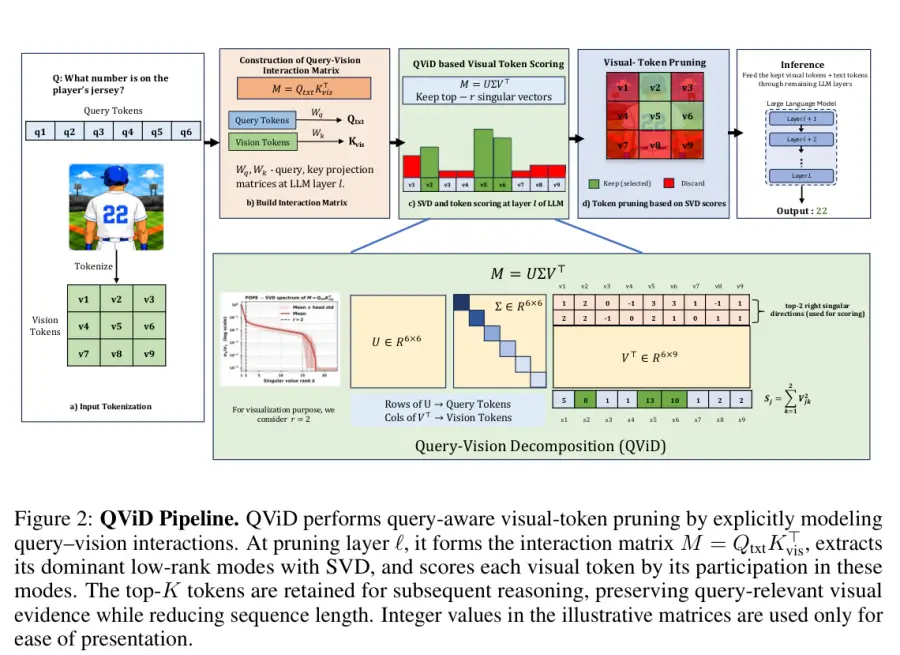 Q: What number is on the
player's jersey?
Query Tokens
q1 q2 q3 q4 q5 q6
22
Tokenize
Vision
Tokens
v1 v2 v3
v4 v5 v6
v7 v8 v9
a) Input Tokenization
Construction of Query-Vision
Interaction Matrix
M = Q_txt K_vis^⊤
Query Tokens W_q Q_txt
Vision Tokens W_k K_vis
W_q, W_k - query, key projection
matrices at LLM layer l.
b) Build Interaction Matrix
QViD based Visual Token Scoring
M = UΣV^⊤
Keep top − r singular vectors
v1 v2 v3 v4 v5 v6 v7 v8 v9
c) SVD and token scoring at layer l of LLM
Visual- Token Pruning
v1 v2 v3
v4 v5 v6
v7 v8 v9
Keep (selected) Discard
d) Token pruning based on SVD scores
Inference
Feed the kept visual tokens + text tokens
through remaining LLM layers
Large Language Model
Layer l + 1
Layer l + 2
⋮
Layer L
Output : 22
M = UΣV^⊤
POPE — SVD spectrum of M=Q_txt K_vis^⊤
Mean ± head std
Mean
r = 2
Singular value rank k
For visualization purpose, we
consider r = 2
U ∈ R^6×6
Σ ∈ R^6×6
Rows of U → Query Tokens
Cols of V^⊤ → Vision Tokens
v1 v2 v3 v4 v5 v6 v7 v8 v9
1 2 0 -1 3 3 1 -1 1
2 2 -1 0 2 1 0 1 1
top-2 right singular
directions (used for scoring)
V^⊤ ∈ R^6×9
5 8 1 1 13 10 1 2 2
s1 s2 s3 s4 s5 s6 s7 s8 s9
S_j = ∑_{k=1}^{2} V_jk^2
Query-Vision Decomposition (QViD)
Figure 2: QViD Pipeline. QViD performs query-aware visual-token pruning by explicitly modeling
query–vision interactions. At pruning layer ℓ, it forms the interaction matrix M = Q_txt K_vis^⊤, extracts
its dominant low-rank modes with SVD, and scores each visual token by its participation in these
modes. The top-K tokens are retained for subsequent reasoning, preserving query-relevant visual
evidence while reducing sequence length. Integer values in the illustrative matrices are used only for
ease of presentation.